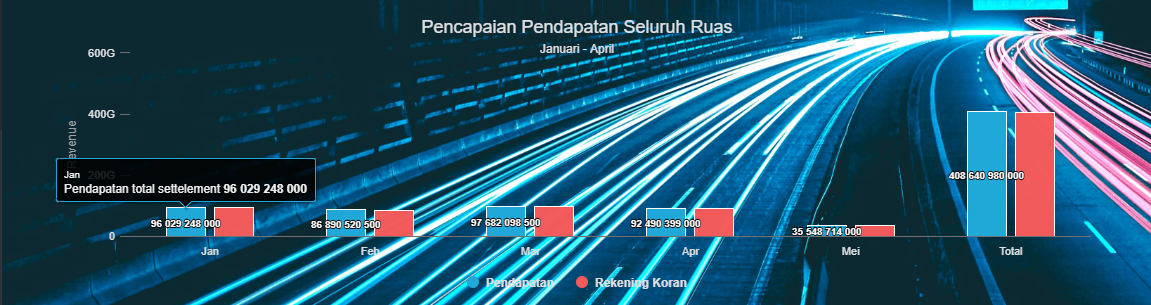 Pencapaian Pendapatan Seluruh Ruas
Januari - April
600G
400G
200G
0
Revenue
Jan
Pendapatan total settelement 96 029 248 000
96 029 248 000
86 890 520 500
97 682 098 500
92 490 399 000
35 548 714 000
408 640 980 000
Jan
Feb
Mar
Apr
Mei
Total
Pendapatan
Rekening Koran